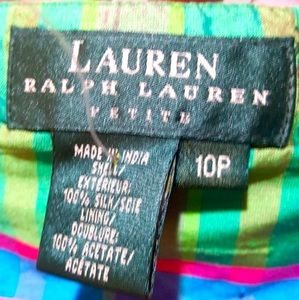 LAUREN
RALPH LAUREN
PETITE
MADE IN INDIA
SHELL/
EXTERIEUR:
100% SILK/SOIE
LINING/
DOUBLURE:
100% ACETATE/
ACETATE
10P